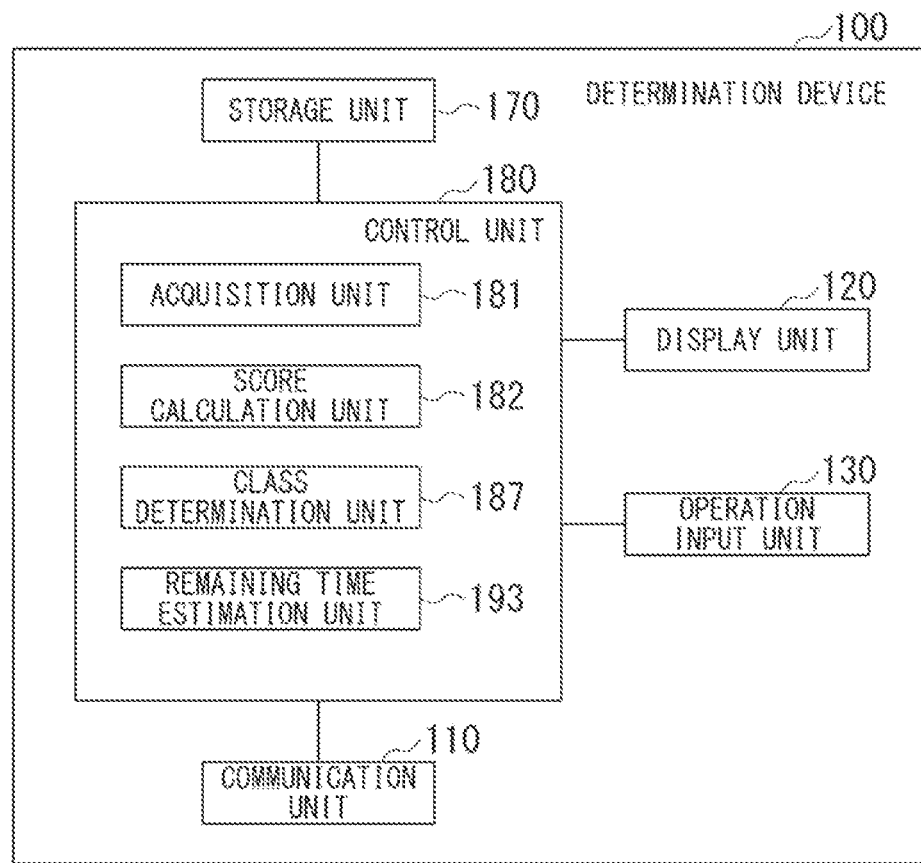 100
DETERMINATION DEVICE
STORAGE UNIT
170
180
CONTROL UNIT
ACQUISITION UNIT
181
SCORE
CALCULATION UNIT
182
CLASS
DETERMINATION UNIT
187
REMAINING TIME
ESTIMATION UNIT
193
120
DISPLAY UNIT
130
OPERATION
INPUT UNIT
110
COMMUNICATION
UNIT